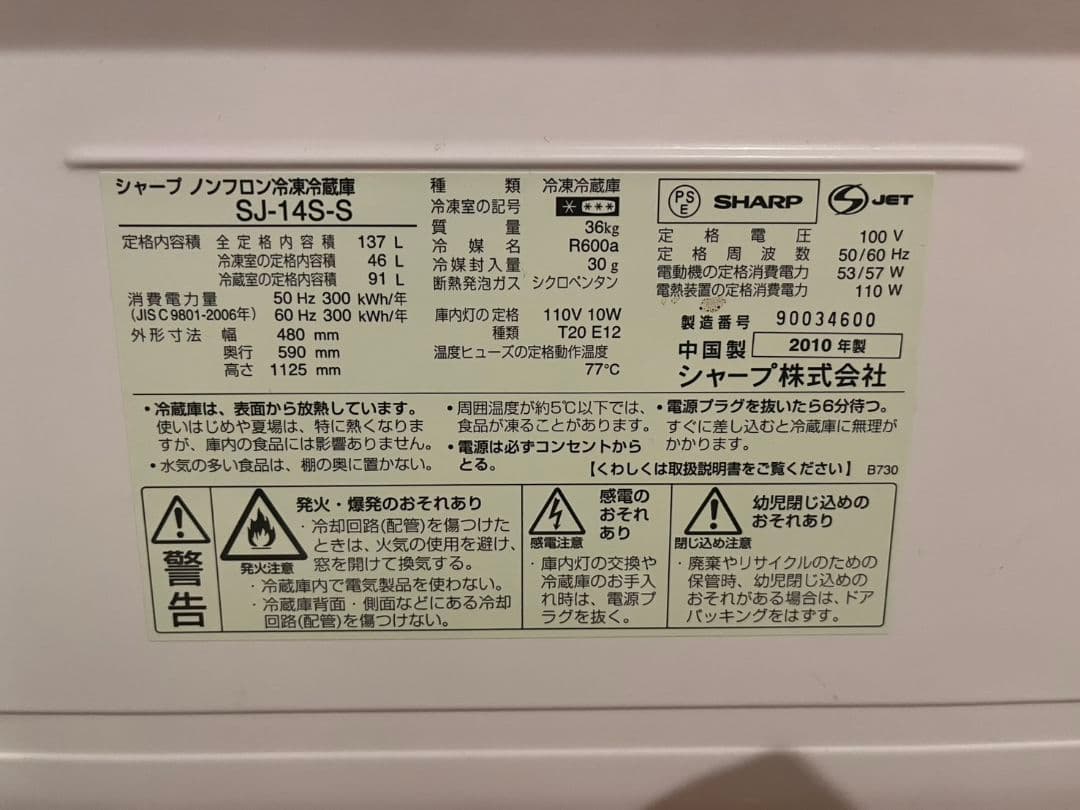 シャープ ノンフロン冷凍冷蔵庫
SJ-14S-S
定格内容積 全定格内容積 137 L
冷凍室の定格内容積 46 L
冷蔵室の定格内容積 91 L
消費電力量 50 Hz 300 kWh/年
(JIS C 9801-2006年) 60 Hz 300 kWh/年
外形寸法 幅 480 mm
奥行 590 mm
高さ 1125 mm
種類 冷凍冷蔵庫
冷凍室の記号 * ***
質量 36kg
冷媒名 R600a
冷媒封入量 30 g
断熱発泡ガス シクロペンタン
庫内灯の定格 110V 10W
種類 T20 E12
温度ヒューズの定格動作温度
77℃
PS E SHARP JET
定格電圧 100 V
定格周波数 50/60 Hz
電動機の定格消費電力 53/57 W
電熱装置の定格消費電力 110 W
製造番号 90034600
中国製 2010 年製
シャープ株式会社
・冷蔵庫は、表面から放熱しています。
使いはじめや夏場は、特に熱くなりま
すが、庫内の食品には影響ありません。
・水気の多い食品は、棚の奥に置かない。
・周囲温度が約5℃以下では、
食品が凍ることがあります。
・電源は必ずコンセントから
とる。
・電源プラグを抜いたら6分待つ。
すぐに差し込むと冷蔵庫に無理が
かかります。
【くわしくは取扱説明書をご覧ください】 B730
警告
発火・爆発のおそれあり
発火注意
・冷却回路(配管)を傷つけた
ときは、火気の使用を避け、
窓を開けて換気する。
・冷蔵庫内で電気製品を使わない。
・冷蔵庫背面・側面などにある冷却
回路(配管)を傷つけない。
感電の
おそれ
あり
感電注意
・庫内灯の交換や
冷蔵庫のお手入
れ時は、電源プ
ラグを抜く。
幼児閉じ込めの
おそれあり
閉じ込め注意
・廃棄やリサイクルのための
保管時、幼児閉じ込めの
おそれがある場合は、ドア
パッキングをはずす。